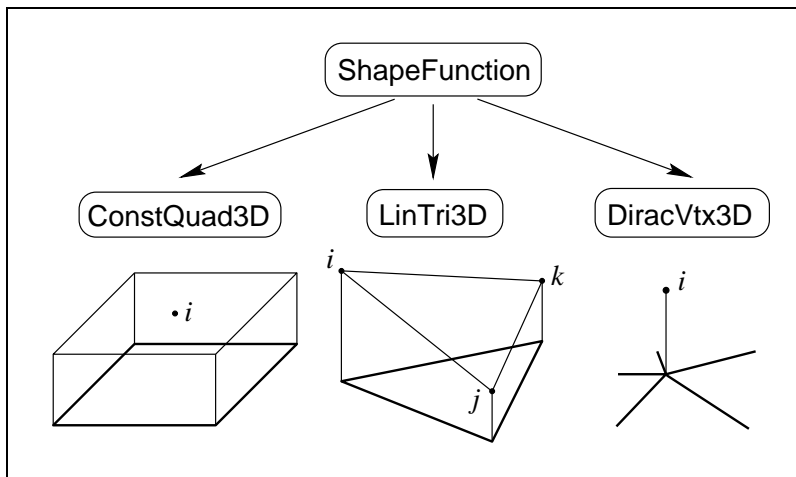 ShapeFunction
ConstQuad3D
LinTri3D
DiracVtx3D
i
k
i
i
j